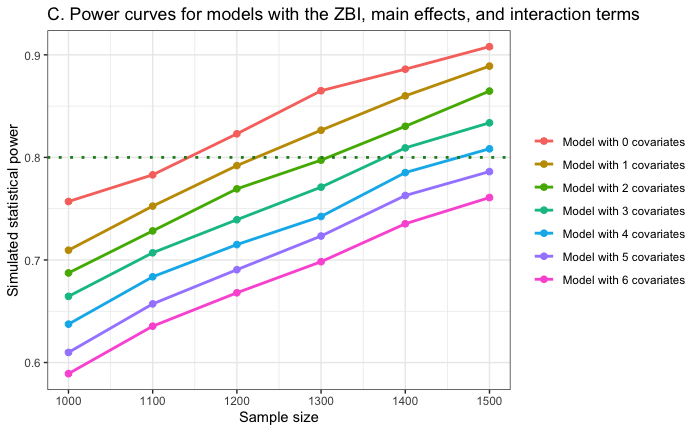 C. Power curves for models with the ZBI, main effects, and interaction terms
Simulated statistical power
0.9
0.8
0.7
0.6
1000 1100 1200 1300 1400 1500
Sample size
Model with 0 covariates
Model with 1 covariates
Model with 2 covariates
Model with 3 covariates
Model with 4 covariates
Model with 5 covariates
Model with 6 covariates